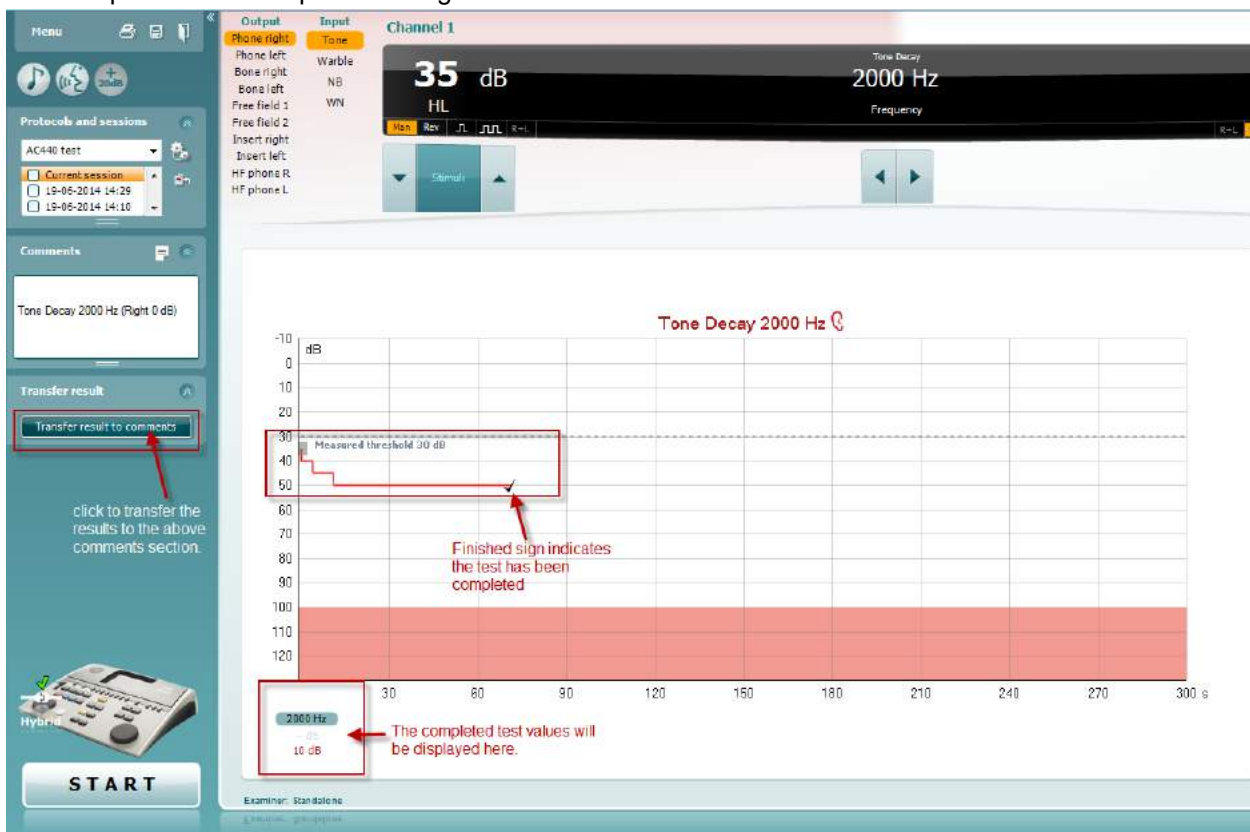 Menu
Protocols and sessions
AC440 test
Current session
19-06-2014 14:29
19-06-2014 14:10
Comments
Tone Decay 2000 Hz (Right 0 dB)
Transfer result
Transfer result to comments
click to transfer the
results to the above
comments section.
Hybrid
START
Output Input
Phone right Tone
Phone left Warble
Bone right NB
Bone left WN
Free field 1
Free field 2
Insert right
Insert left
HF phone R
HF phone L
Channel 1
35 dB
HL
Man Rev R+L
Tone Decay
2000 Hz
Frequency
R+L
Stimuli
Tone Decay 2000 Hz
dB
-10
0
10
20
30
40
50
60
70
80
90
100
110
120
Measured threshold 30 dB
Finished sign indicates
the test has been
completed
30 60 90 120 150 180 210 240 270 300 s
2000 Hz
-- dB
10 dB
The completed test values will
be displayed here.
Examiner: Standalone